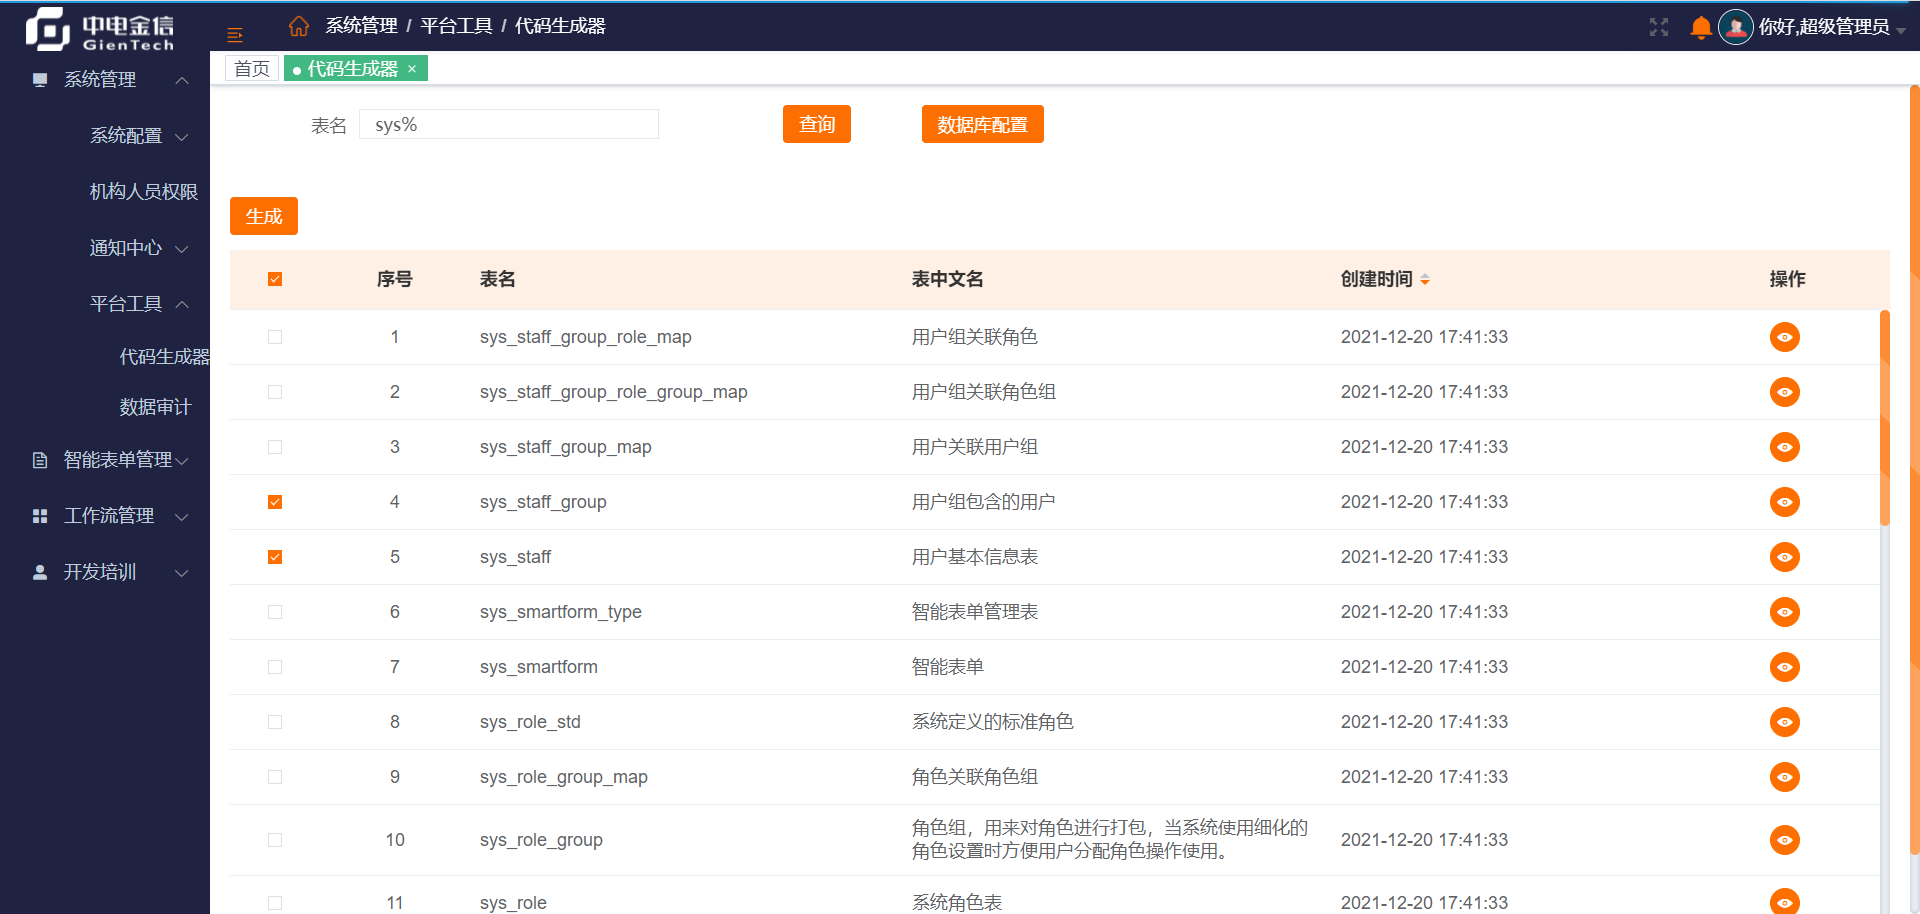 中电金信
GienTech
系统管理 / 平台工具 / 代码生成器
你好,超级管理员
首页
代码生成器 ×
系统管理
系统配置
机构人员权限
通知中心
平台工具
代码生成器
数据审计
智能表单管理
工作流管理
开发培训
表名 sys% 查询 数据库配置
生成
序号 表名 表中文名 创建时间 操作
1 sys_staff_group_role_map 用户组关联角色 2021-12-20 17:41:33
2 sys_staff_group_role_group_map 用户组关联角色组 2021-12-20 17:41:33
3 sys_staff_group_map 用户关联用户组 2021-12-20 17:41:33
4 sys_staff_group 用户组包含的用户 2021-12-20 17:41:33
5 sys_staff 用户基本信息表 2021-12-20 17:41:33
6 sys_smartform_type 智能表单管理表 2021-12-20 17:41:33
7 sys_smartform 智能表单 2021-12-20 17:41:33
8 sys_role_std 系统定义的标准角色 2021-12-20 17:41:33
9 sys_role_group_map 角色关联角色组 2021-12-20 17:41:33
10 sys_role_group 角色组，用来对角色进行打包，当系统使用细化的
角色设置时方便用户分配角色操作使用。 2021-12-20 17:41:33
11 sys_role 系统角色表 2021-12-20 17:41:33